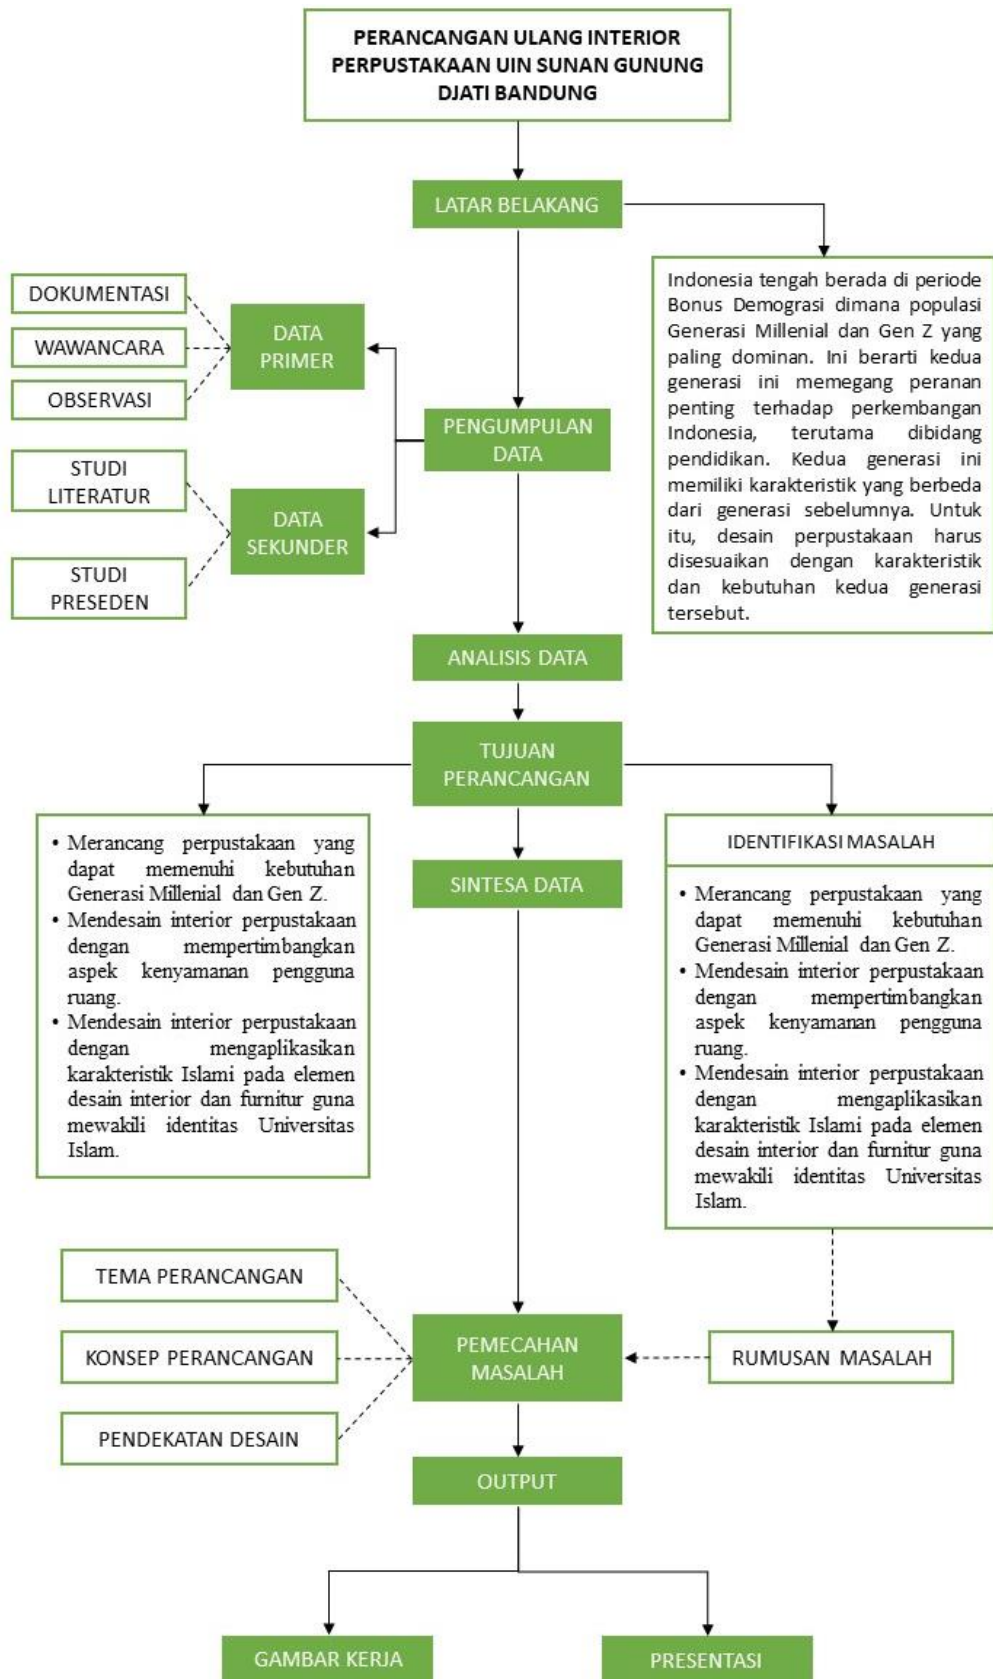 PERANCANGAN ULANG INTERIOR
PERPUSTAKAAN UIN SUNAN GUNUNG
DJATI BANDUNG
LATAR BELAKANG
Indonesia tengah berada di periode
Bonus Demograsi dimana populasi
Generasi Millenial dan Gen Z yang
paling dominan. Ini berarti kedua
generasi ini memegang peranan
penting terhadap perkembangan
Indonesia, terutama dibidang
pendidikan. Kedua generasi ini
memiliki karakteristik yang berbeda
dari generasi sebelumnya. Untuk
itu, desain perpustakaan harus
disesuaikan dengan karakteristik
dan kebutuhan kedua generasi
tersebut.
DOKUMENTASI
WAWANCARA
OBSERVASI
DATA
PRIMER
PENGUMPULAN
DATA
STUDI
LITERATUR
STUDI
PRESEDEN
DATA
SEKUNDER
ANALISIS DATA
TUJUAN
PERANCANGAN
• Merancang perpustakaan yang
dapat memenuhi kebutuhan
Generasi Millenial dan Gen Z.
• Mendesain interior perpustakaan
dengan mempertimbangkan
aspek kenyamanan pengguna
ruang.
• Mendesain interior perpustakaan
dengan mengaplikasikan
karakteristik Islami pada elemen
desain interior dan furnitur guna
mewakili identitas Universitas
Islam.
SINTESA DATA
IDENTIFIKASI MASALAH
• Merancang perpustakaan yang
dapat memenuhi kebutuhan
Generasi Millenial dan Gen Z.
• Mendesain interior perpustakaan
dengan mempertimbangkan
aspek kenyamanan pengguna
ruang.
• Mendesain interior perpustakaan
dengan mengaplikasikan
karakteristik Islami pada elemen
desain interior dan furnitur guna
mewakili identitas Universitas
Islam.
TEMA PERANCANGAN
KONSEP PERANCANGAN
PENDEKATAN DESAIN
PEMECAHAN
MASALAH
RUMUSAN MASALAH
OUTPUT
GAMBAR KERJA
PRESENTASI